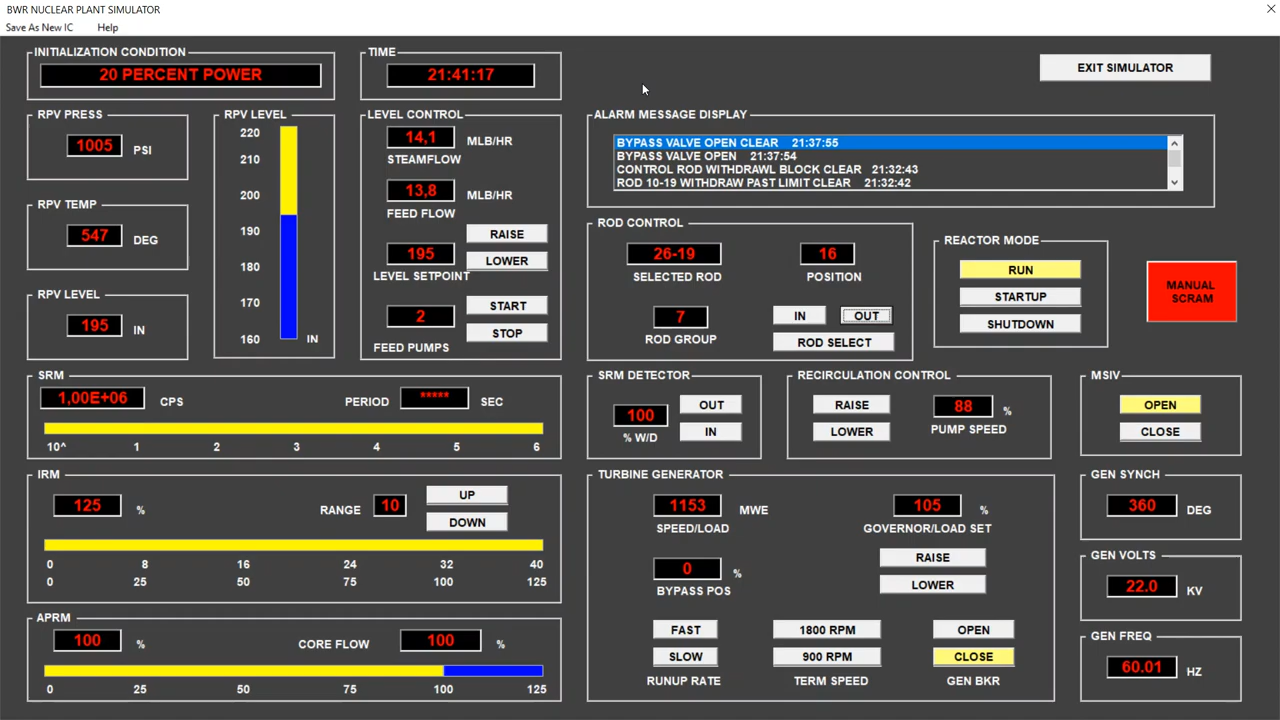 BWR NUCLEAR PLANT SIMULATOR
Save As New IC Help
INITIALIZATION CONDITION
20 PERCENT POWER
TIME
21:41:17
EXIT SIMULATOR
RPV PRESS
1005 PSI
RPV TEMP
547 DEG
RPV LEVEL
195 IN
RPV LEVEL
220
210
200
190
180
170
160 IN
LEVEL CONTROL
14,1 MLB/HR
STEAMFLOW
13,8 MLB/HR
FEED FLOW
RAISE
195
LOWER
LEVEL SETPOINT
START
2
STOP
FEED PUMPS
ALARM MESSAGE DISPLAY
BYPASS VALVE OPEN CLEAR 21:37:55
BYPASS VALVE OPEN 21:37:54
CONTROL ROD WITHDRAWL BLOCK CLEAR 21:32:43
ROD 10-19 WITHDRAW PAST LIMIT CLEAR 21:32:42
ROD CONTROL
26-19 16
SELECTED ROD POSITION
7 IN OUT
ROD GROUP ROD SELECT
REACTOR MODE
RUN
STARTUP
SHUTDOWN
MANUAL
SCRAM
SRM
1,00E+06 CPS PERIOD ***** SEC
10^ 1 2 3 4 5 6
SRM DETECTOR
100 OUT
% W/D IN
RECIRCULATION CONTROL
RAISE 88 %
LOWER PUMP SPEED
MSIV
OPEN
CLOSE
IRM
125 % RANGE 10 UP
DOWN
0 8 16 24 32 40
0 25 50 75 100 125
TURBINE GENERATOR
1153 MWE 105 %
SPEED/LOAD GOVERNOR/LOAD SET
RAISE
0 %
LOWER
BYPASS POS
FAST 1800 RPM OPEN
SLOW 900 RPM CLOSE
RUNUP RATE TERM SPEED GEN BKR
GEN SYNCH
360 DEG
GEN VOLTS
22.0 KV
GEN FREQ
60.01 HZ
APRM
100 % CORE FLOW 100 %
0 25 50 75 100 125